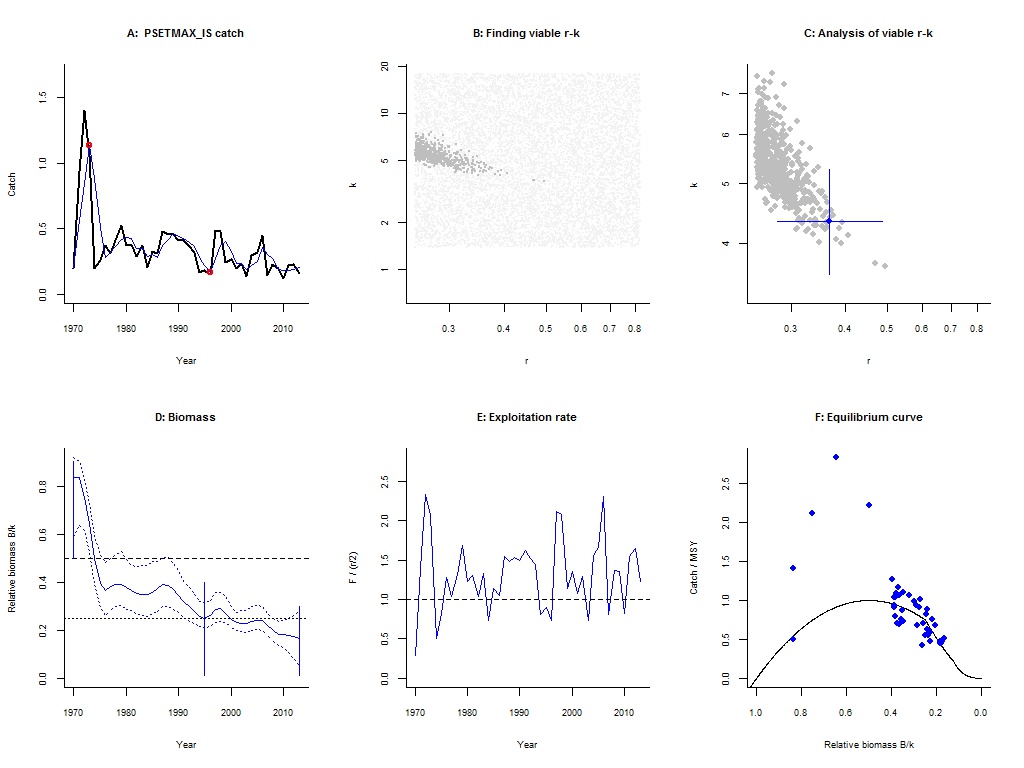 A:  PSETMAX_IS catch
Catch
0.0 0.5 1.0 1.5
1970 1980 1990 2000 2010
Year
B: Finding viable r-k
k
1 2 5 10 20
0.3 0.4 0.5 0.6 0.7 0.8
r
C: Analysis of viable r-k
k
4 5 6 7
0.3 0.4 0.5 0.6 0.7 0.8
r
D: Biomass
Relative biomass B/k
0.0 0.2 0.4 0.6 0.8
1970 1980 1990 2000 2010
Year
E: Exploitation rate
F / (r/2)
0.0 0.5 1.0 1.5 2.0 2.5
1970 1980 1990 2000 2010
Year
F: Equilibrium curve
Catch / MSY
0.0 0.5 1.0 1.5 2.0 2.5
1.0 0.8 0.6 0.4 0.2 0.0
Relative biomass B/k